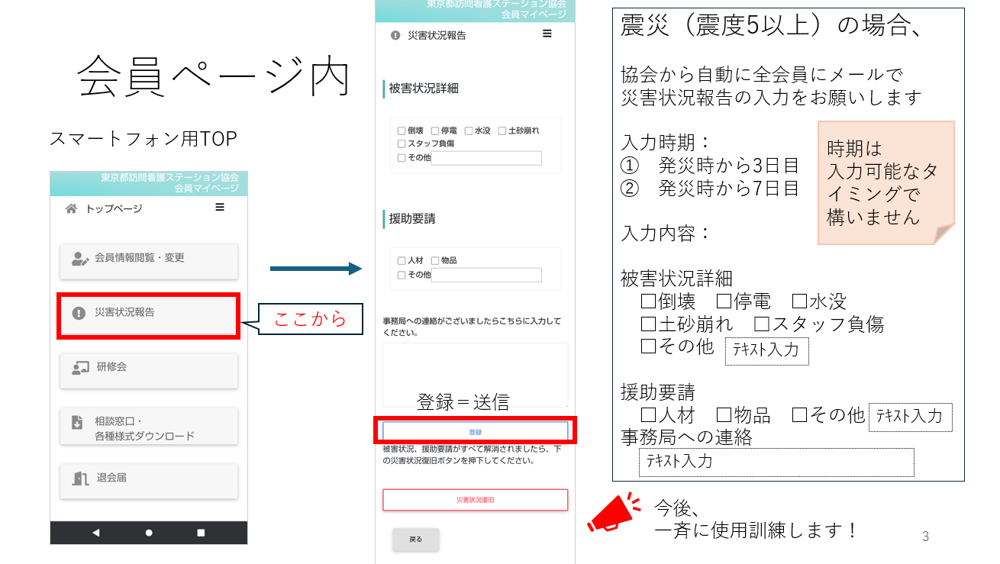 会員ページ内
スマートフォン用TOP
東京都訪問看護ステーション協会
会員マイページ
トップページ
会員情報閲覧・変更
災害状況報告
研修会
相談窓口・
各種様式ダウンロード
退会届
ここから
東京都訪問看護ステーション協会
会員マイページ
災害状況報告
被害状況詳細
□倒壊 □停電 □水没 □土砂崩れ
□スタッフ負傷
□その他
援助要請
□人材 □物品
□その他
事務局への連絡がございましたらこちらに入力して
ください。
登録＝送信
登録
被害状況、援助要請がすべて解消されましたら、下
の災害状況復旧ボタンを押下してください。
災害状況復旧
戻る
震災（震度5以上）の場合、
協会から自動に全会員にメールで
災害状況報告の入力をお願いします
入力時期：
①　発災時から3日目
②　発災時から7日目
時期は
入力可能なタ
イミングで
構いません
入力内容：
被害状況詳細
□倒壊　□停電　□水没
□土砂崩れ　□スタッフ負傷
□その他 ﾃｷｽﾄ入力
援助要請
□人材　□物品　□その他 ﾃｷｽﾄ入力
事務局への連絡
ﾃｷｽﾄ入力
今後、
一斉に使用訓練します！
3